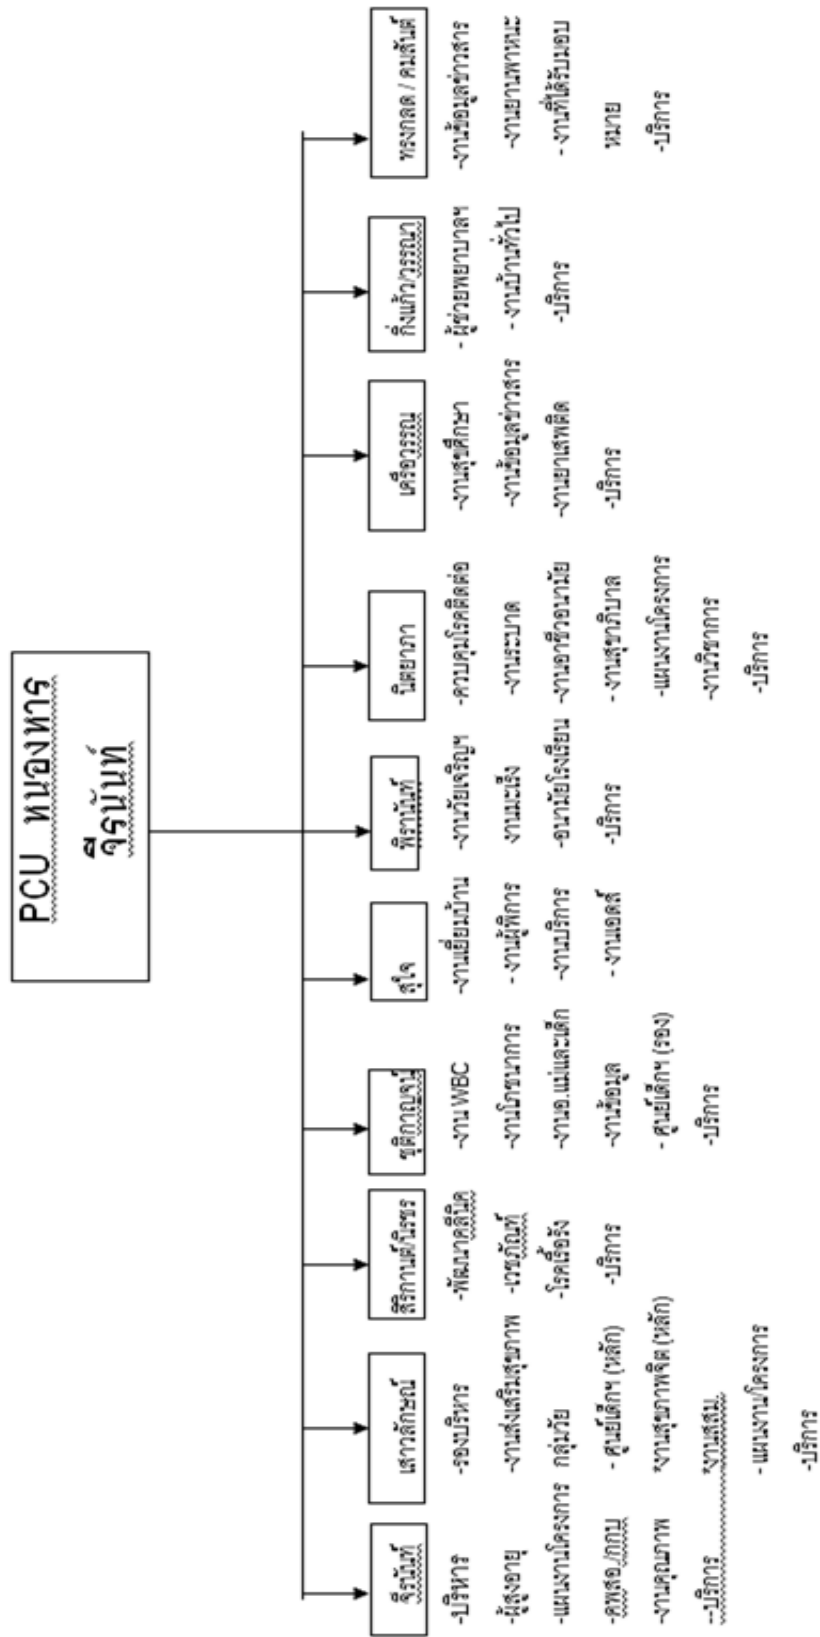 PCU หนองหาร
จีรนันท์
จีรนันท์
-บริหาร
-ผู้สูงอายุ
-แผนงานโครงการ
-คพสอ./กกบ
-งานคุณภาพ
--บริการ
เสาวลักษณ์
-รองบริหาร
-งานส่งเสริมสุขภาพ
กลุ่มวัย
- ศูนย์เด็กฯ (หลัก)
*งานสุขภาพจิต (หลัก)
*งานสสม.
- แผนงาน/โครงการ
-บริการ
สิริกานต์/นิรชร
-พัฒนาคลีนิค
-เวชภัณฑ์
-โรคเรื้อรัง
-บริการ
ชุติกาญจน์
-งาน WBC
-งานโภชนาการ
-งานอ.แม่และเด็ก
-งานข้อมูล
- ศูนย์เด็กฯ (รอง)
-บริการ
สุใจ
-งานเยี่ยมบ้าน
- งานผู้พิการ
-งานบริการ
- งานเอดส์
พิรานันท์
-งานวัยเจริญฯ
งานมะเร็ง
-อนามัยโรงเรียน
-บริการ
นิตยาภา
-ควบคุมโรคติดต่อ
-งานระบาด
-งานอาชีวอนามัย
- งานสุขาภิบาล
-แผนงานโครงการ
-งานวิชาการ
-บริการ
เครือวรรณ
-งานสุขศึกษา
-งานข้อมูลข่าวสาร
-งานยาเสพติด
-บริการ
กิ่งแก้ว/วรรณา
- ผู้ช่วยพยาบาลฯ
- งานบ้านทั่วไป
-บริการ
ทรงกลด / คมสันต์
-งานข้อมูลข่าวสาร
-งานยานพาหนะ
- งานที่ได้รับมอบ
หมาย
-บริการ